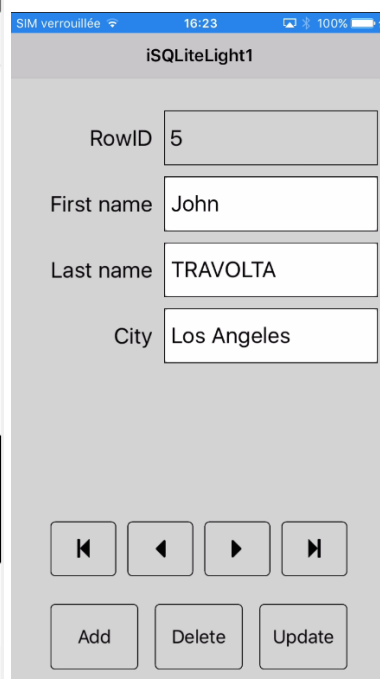 SIM verrouillée 16:23 100%
iSQLiteLight1
RowID 5
First name John
Last name TRAVOLTA
City Los Angeles
Add Delete Update